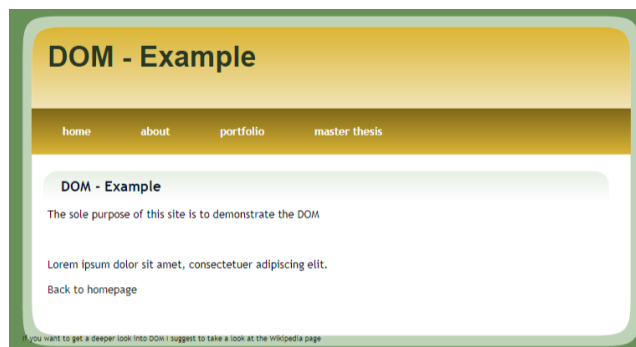 DOM - Example
home about portfolio master thesis
DOM - Example
The sole purpose of this site is to demonstrate the DOM
Lorem ipsum dolor sit amet, consectetuer adipiscing elit.
Back to homepage
If you want to get a deeper look into DOM I suggest to take a look at the Wikipedia page